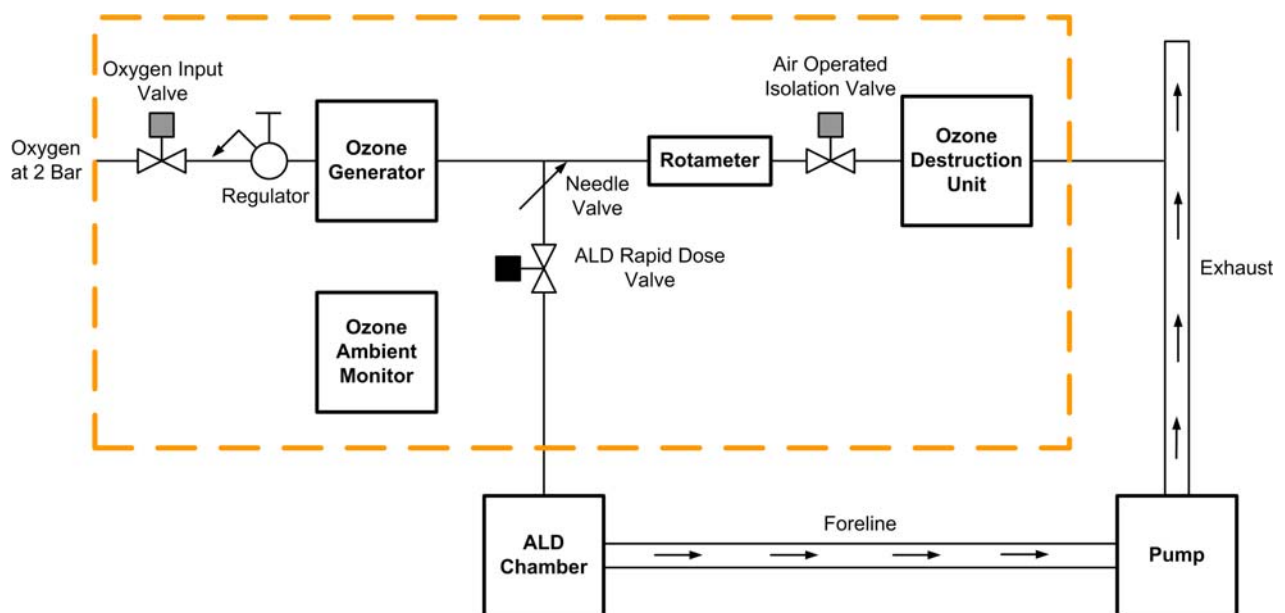 Oxygen Input
Valve
Air Operated
Isolation Valve
Oxygen
at 2 Bar
Regulator
Ozone
Generator
Needle
Valve
Rotameter
Ozone
Destruction
Unit
ALD Rapid Dose
Valve
Exhaust
Ozone
Ambient
Monitor
ALD
Chamber
Foreline
Pump